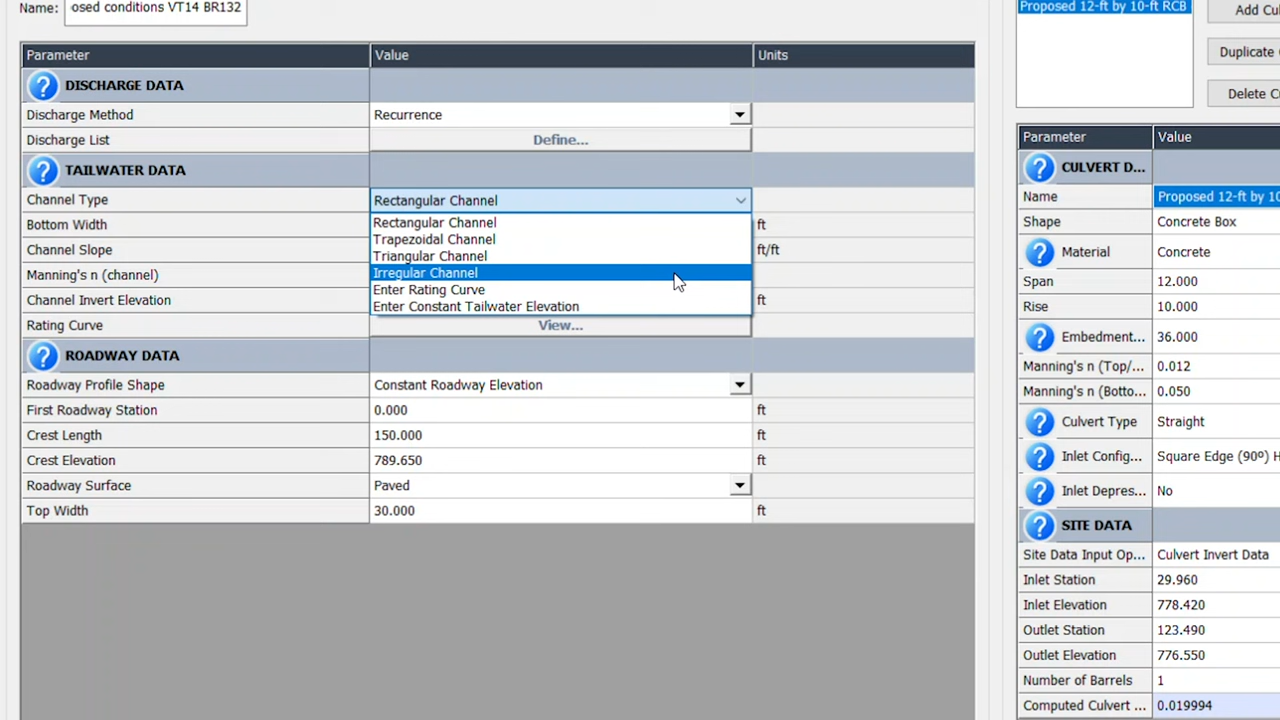 Name: osed conditions VT14 BR132
Parameter Value Units
DISCHARGE DATA
Discharge Method Recurrence
Discharge List Define...
TAILWATER DATA
Channel Type Rectangular Channel
Rectangular Channel
Bottom Width ft
Trapezoidal Channel
Channel Slope ft/ft
Triangular Channel
Manning's n (channel) Irregular Channel
Enter Rating Curve
Channel Invert Elevation ft
Enter Constant Tailwater Elevation
Rating Curve View...
ROADWAY DATA
Roadway Profile Shape Constant Roadway Elevation
First Roadway Station 0.000 ft
Crest Length 150.000 ft
Crest Elevation 789.650 ft
Roadway Surface Paved
Top Width 30.000 ft
Proposed 12-ft by 10-ft RCB
Add Cu
Duplicate
Delete C
Parameter Value
CULVERT D...
Name Proposed 12-ft by 10
Shape Concrete Box
Material Concrete
Span 12.000
Rise 10.000
Embedment... 36.000
Manning's n (Top/... 0.012
Manning's n (Botto... 0.050
Culvert Type Straight
Inlet Config... Square Edge (90º) H
Inlet Depres... No
SITE DATA
Site Data Input Op... Culvert Invert Data
Inlet Station 29.960
Inlet Elevation 778.420
Outlet Station 123.490
Outlet Elevation 776.550
Number of Barrels 1
Computed Culvert ... 0.019994